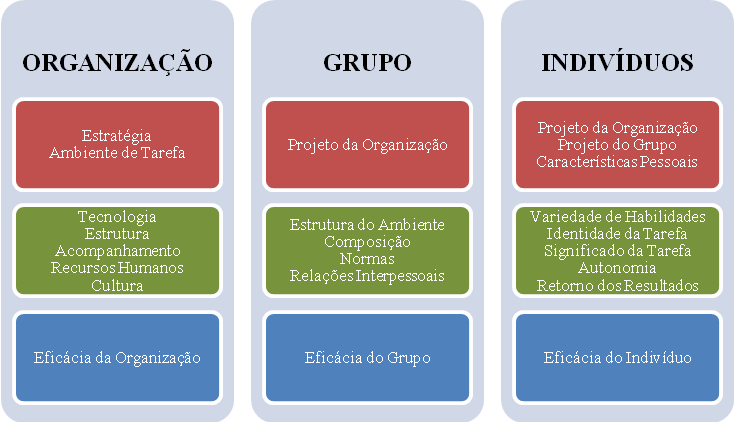 ORGANIZAÇÃO
Estratégia
Ambiente de Tarefa
Tecnologia
Estrutura
Acompanhamento
Recursos Humanos
Cultura
Eficácia da Organização
GRUPO
Projeto da Organização
Estrutura do Ambiente
Composição
Normas
Relações Interpessoais
Eficácia do Grupo
INDIVÍDUOS
Projeto da Organização
Projeto do Grupo
Características Pessoais
Variedade de Habilidades
Identidade da Tarefa
Significado da Tarefa
Autonomia
Retorno dos Resultados
Eficácia do Indivíduo